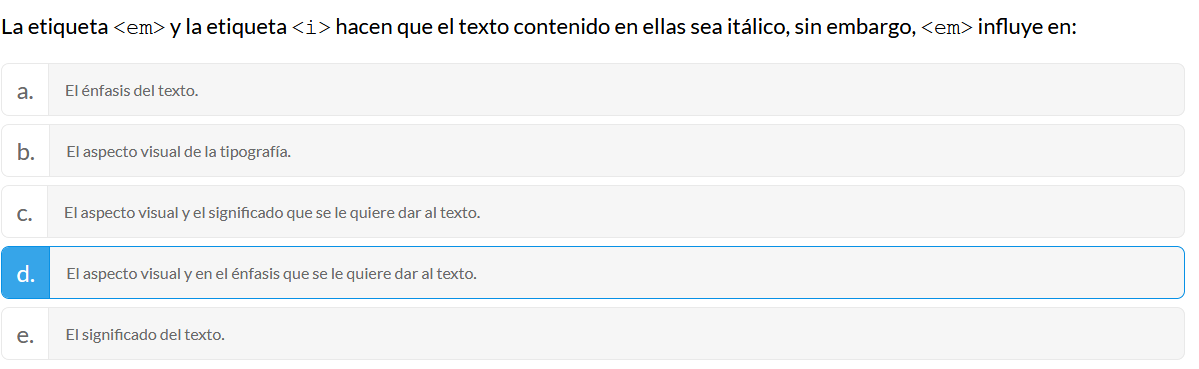 La etiqueta <em> y la etiqueta <i> hacen que el texto contenido en ellas sea itálico, sin embargo, <em> influye en:
a. El énfasis del texto.
b. El aspecto visual de la tipografía.
c. El aspecto visual y el significado que se le quiere dar al texto.
d. El aspecto visual y en el énfasis que se le quiere dar al texto.
e. El significado del texto.